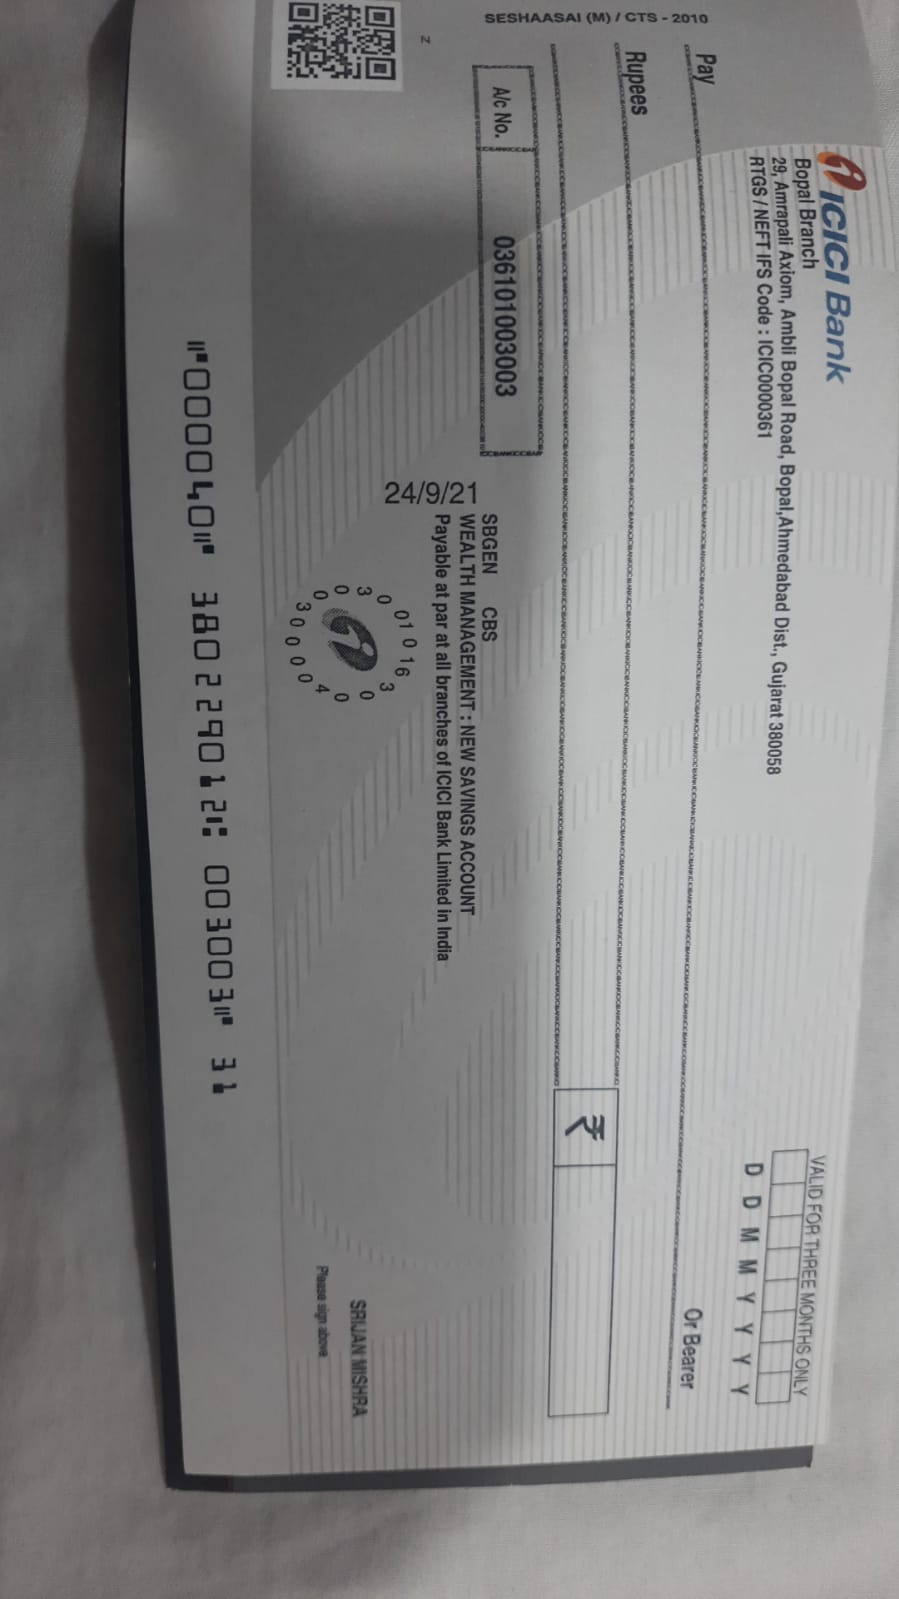 ICICI Bank
Bopal Branch
29, Amrapali Axiom, Ambli Bopal Road, Bopal,Ahmedabad Dist., Gujarat 380058
RTGS / NEFT IFS Code : ICIC0000361
VALID FOR THREE MONTHS ONLY
D D M M Y Y Y Y
Pay
Or Bearer
Rupees
₹
A/c No.
036101003003
SBGEN CBS
WEALTH MANAGEMENT : NEW SAVINGS ACCOUNT
Payable at par at all branches of ICICI Bank Limited in India
24/9/21
SRIJAN MISHRA
Please sign above
SESHAASAI (M) / CTS - 2010
Z
⑈000040⑈ 380229012⑆ 003003⑈ 31